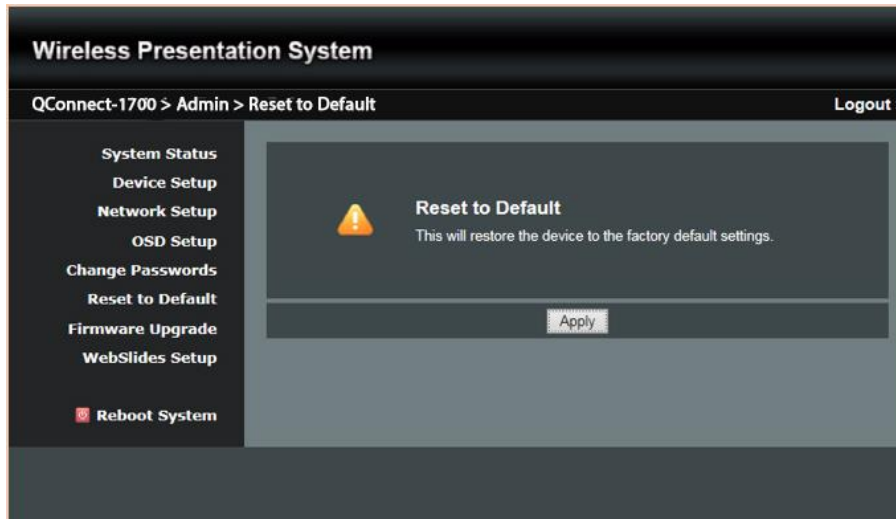 Wireless Presentation System
QConnect-1700 > Admin > Reset to Default
Logout
System Status
Device Setup
Network Setup
OSD Setup
Change Passwords
Reset to Default
Firmware Upgrade
WebSlides Setup
Reboot System
Reset to Default
This will restore the device to the factory default settings.
Apply